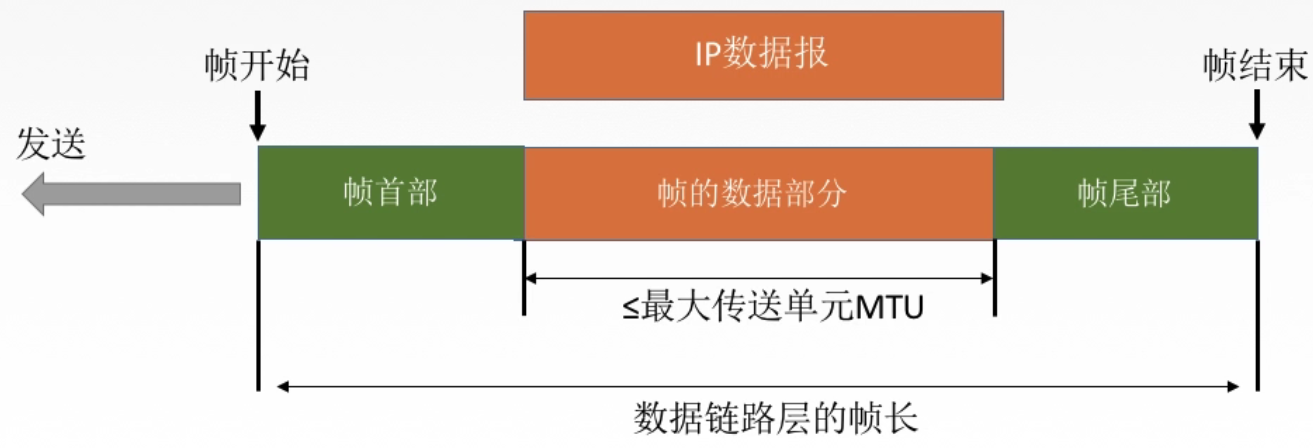 IP数据报
帧开始
帧结束
发送
帧首部
帧的数据部分
帧尾部
≤最大传送单元MTU
数据链路层的帧长